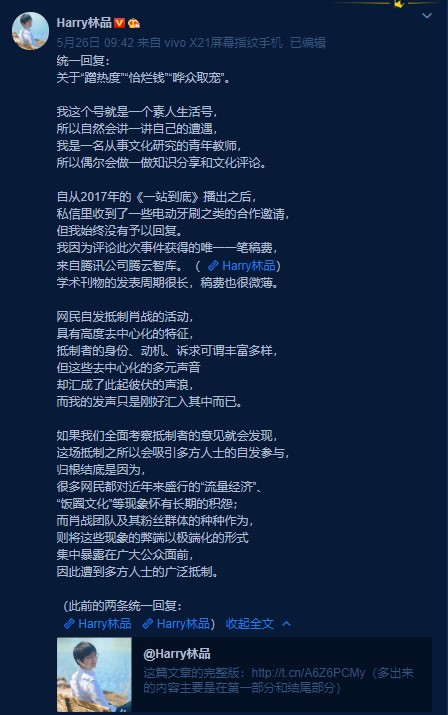 Harry林品
5月26日 09:42 来自 vivo X21屏幕指纹手机 已编辑
统一回复：
关于“蹭热度”“恰烂钱”“哗众取宠”。
我这个号就是一个素人生活号，
所以自然会讲一讲自己的遭遇，
我是一名从事文化研究的青年教师，
所以偶尔会做一做知识分享和文化评论。
自从2017年的《一站到底》播出之后，
私信里收到了一些电动牙刷之类的合作邀请，
但我始终没有予以回复。
我因为评论此次事件获得的唯一一笔稿费，
来自腾讯公司腾云智库。（ Harry林品）
学术刊物的发表周期很长，稿费也很微薄。
网民自发抵制肖战的活动，
具有高度去中心化的特征，
抵制者的身份、动机、诉求可谓丰富多样，
但这些去中心化的多元声音
却汇成了此起彼伏的声浪，
而我的发声只是刚好汇入其中而已。
如果我们全面考察抵制者的意见就会发现，
这场抵制之所以会吸引多方人士的自发参与，
归根结底是因为，
很多网民都对近年来盛行的“流量经济”、
“饭圈文化”等现象怀有长期的积怨；
而肖战团队及其粉丝群体的种种作为，
则将这些现象的弊端以极端化的形式
集中暴露在广大公众面前，
因此遭到多方人士的广泛抵制。
（此前的两条统一回复：
Harry林品 Harry林品） 收起全文
@Harry林品
这篇文章的完整版：http://t.cn/A6Z6PCMy（多出来
的内容主要是在第一部分和结尾部分）